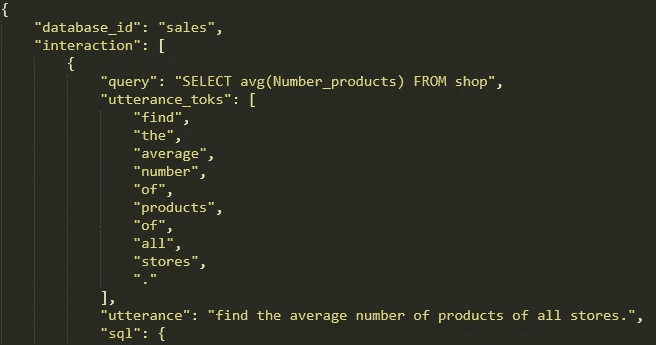 {
    "database_id": "sales",
    "interaction": [
        {
            "query": "SELECT avg(Number_products) FROM shop",
            "utterance_toks": [
                "find",
                "the",
                "average",
                "number",
                "of",
                "products",
                "of",
                "all",
                "stores",
                "."
            ],
            "utterance": "find the average number of products of all stores.",
            "sql": {